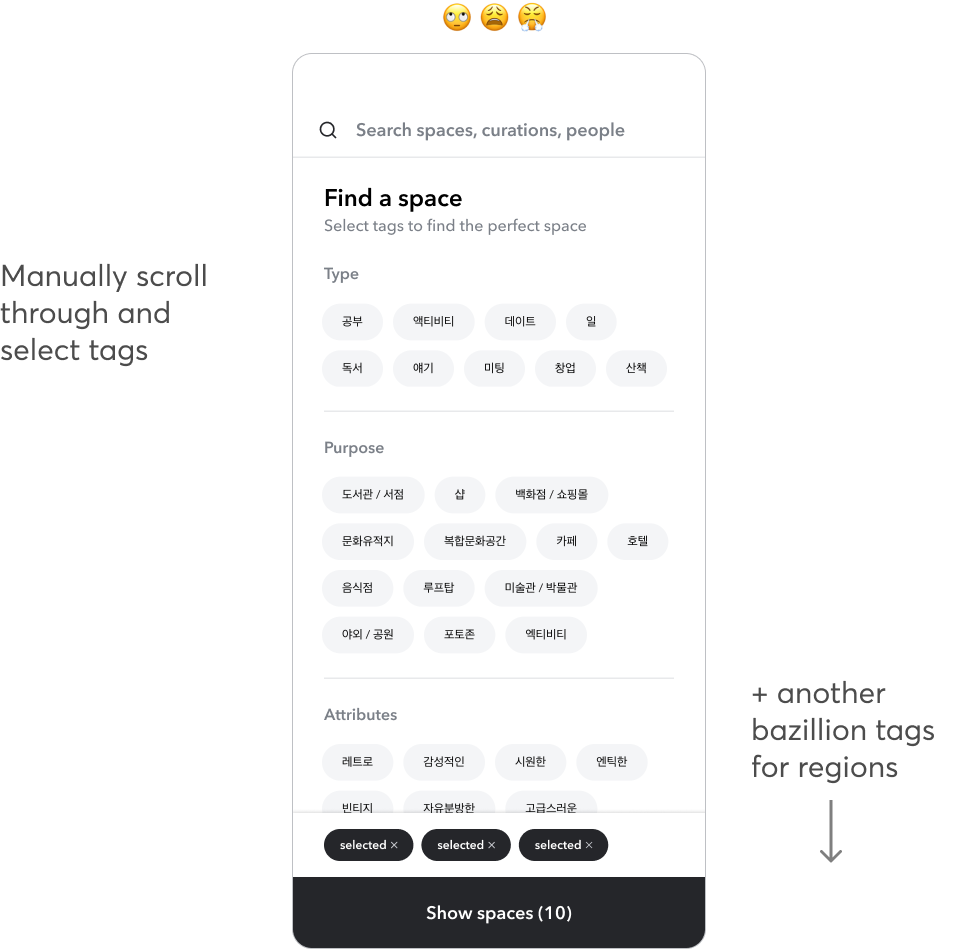 🙄 😩 😤
Search spaces, curations, people
Find a space
Select tags to find the perfect space
Manually scroll
through and
select tags
Type
공부 액티비티 데이트 일
독서 얘기 미팅 창업 산책
Purpose
도서관 / 서점 샵 백화점 / 쇼핑몰
문화유적지 복합문화공간 카페 호텔
음식점 루프탑 미술관 / 박물관
야외 / 공원 포토존 엑티비티
Attributes
레트로 감성적인 시원한 엔틱한
빈티지 자유분방한 고급스러운
+ another
bazillion tags
for regions
selected × selected × selected ×
Show spaces (10)